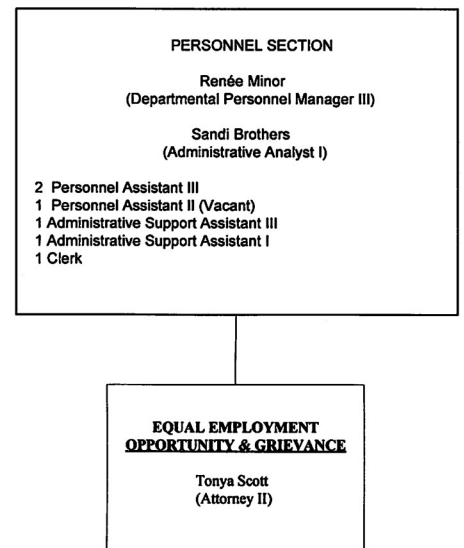 PERSONNEL SECTION
Renée Minor
(Departmental Personnel Manager III)
Sandi Brothers
(Administrative Analyst I)
2 Personnel Assistant III
1 Personnel Assistant II (Vacant)
1 Administrative Support Assistant III
1 Administrative Support Assistant I
1 Clerk
EQUAL EMPLOYMENT
OPPORTUNITY & GRIEVANCE
Tonya Scott
(Attorney II)